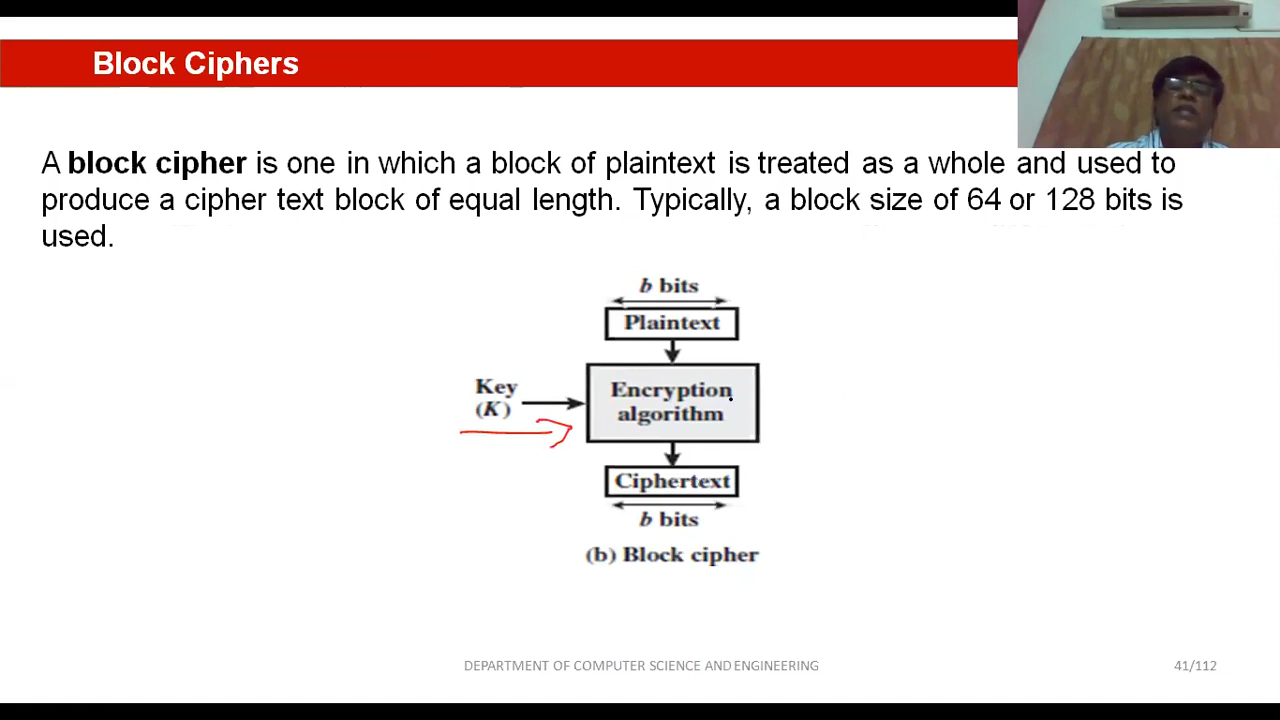 Block Ciphers
A block cipher is one in which a block of plaintext is treated as a whole and used to
produce a cipher text block of equal length. Typically, a block size of 64 or 128 bits is
used.
b bits
Plaintext
Key
(K)
Encryption
algorithm
Ciphertext
b bits
(b) Block cipher
DEPARTMENT OF COMPUTER SCIENCE AND ENGINEERING
41/112